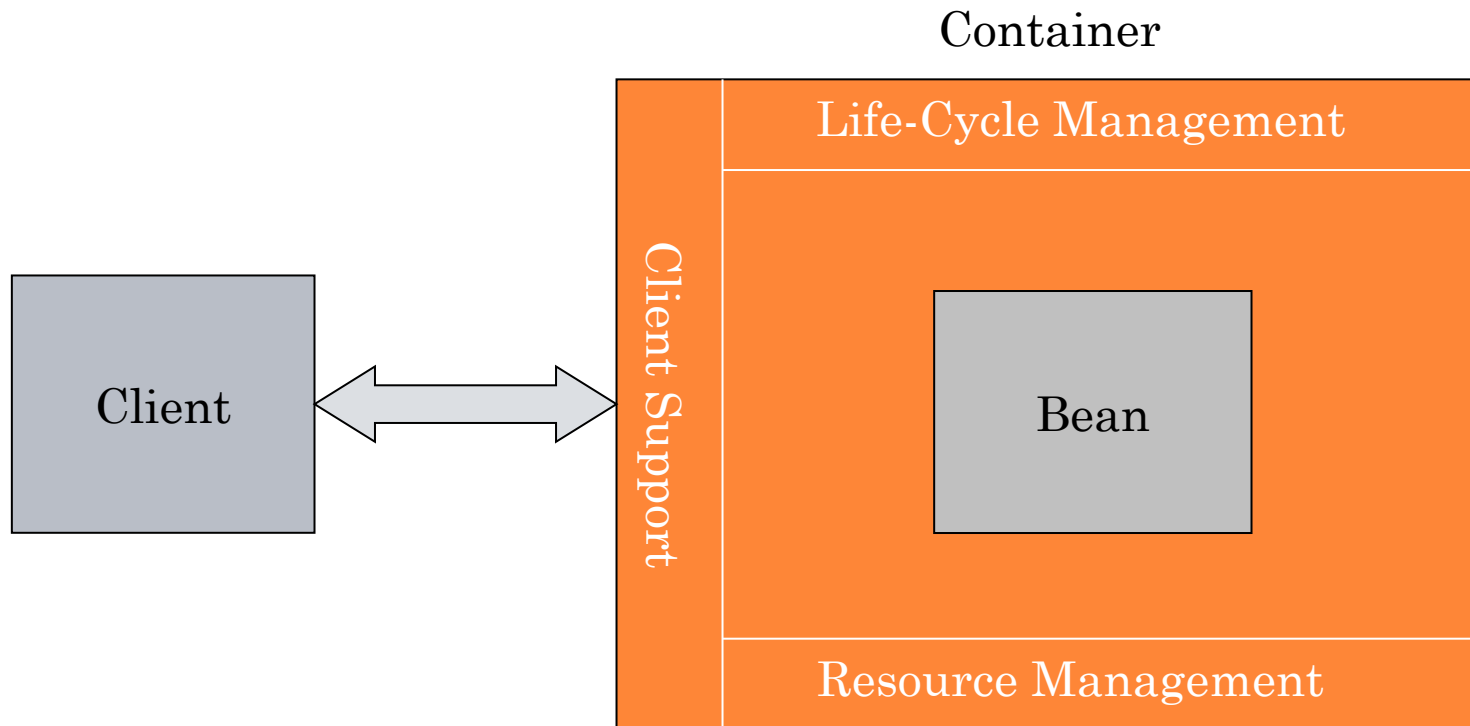 Container
Life-Cycle Management
Client Support
Client
Bean
Resource Management